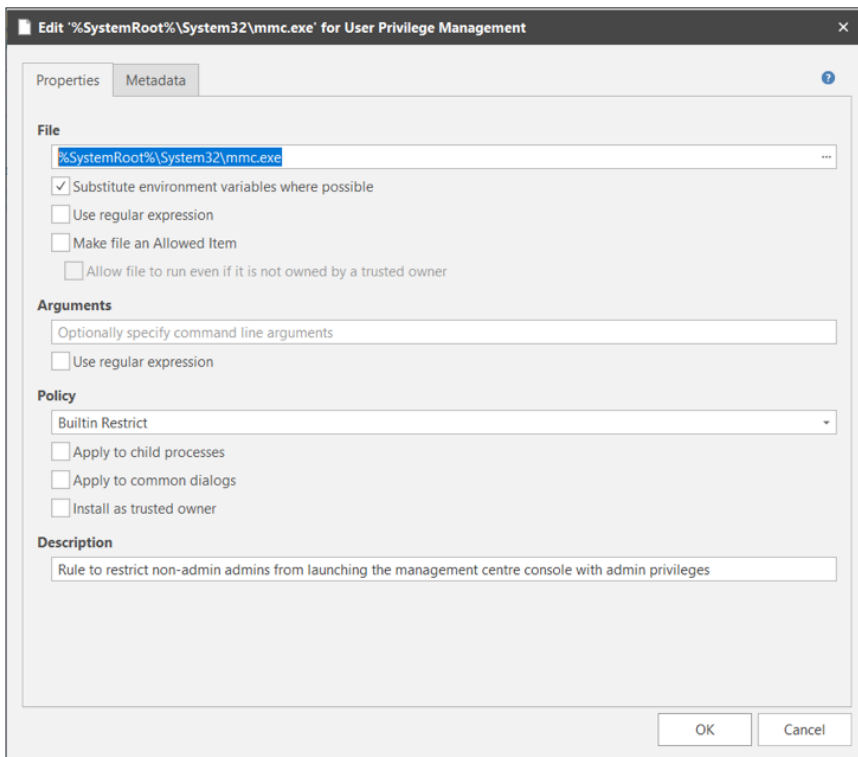 Edit '%SystemRoot%\System32\mmc.exe' for User Privilege Management
Properties
Metadata
File
%SystemRoot%\System32\mmc.exe
Substitute environment variables where possible
Use regular expression
Make file an Allowed Item
Allow file to run even if it is not owned by a trusted owner
Arguments
Optionally specify command line arguments
Use regular expression
Policy
Builtin Restrict
Apply to child processes
Apply to common dialogs
Install as trusted owner
Description
Rule to restrict non-admin admins from launching the management centre console with admin privileges
OK
Cancel